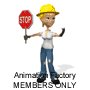 STOP
Animation Factory
MEMBERS ONLY